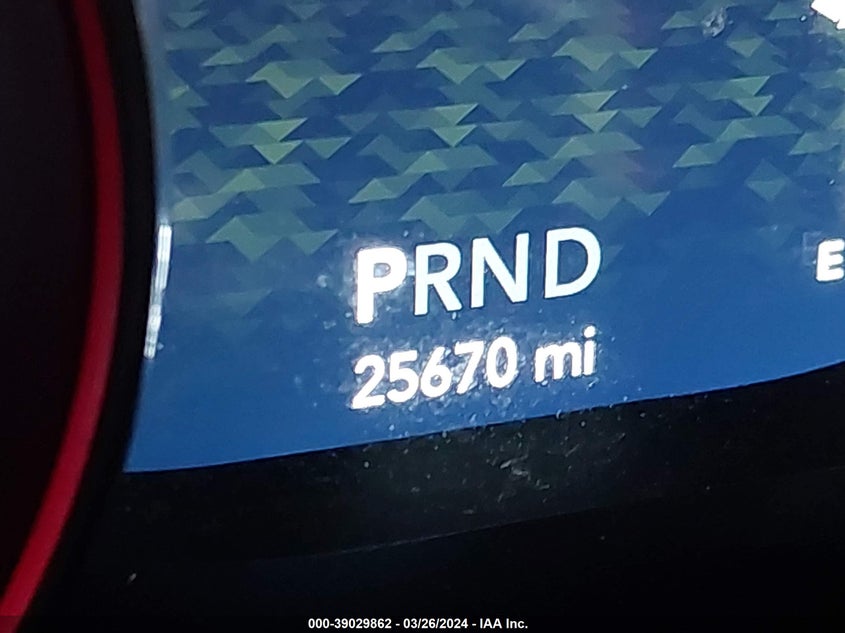 PRND
E
25670 mi
000-39029862 - 03/26/2024 - IAA Inc.